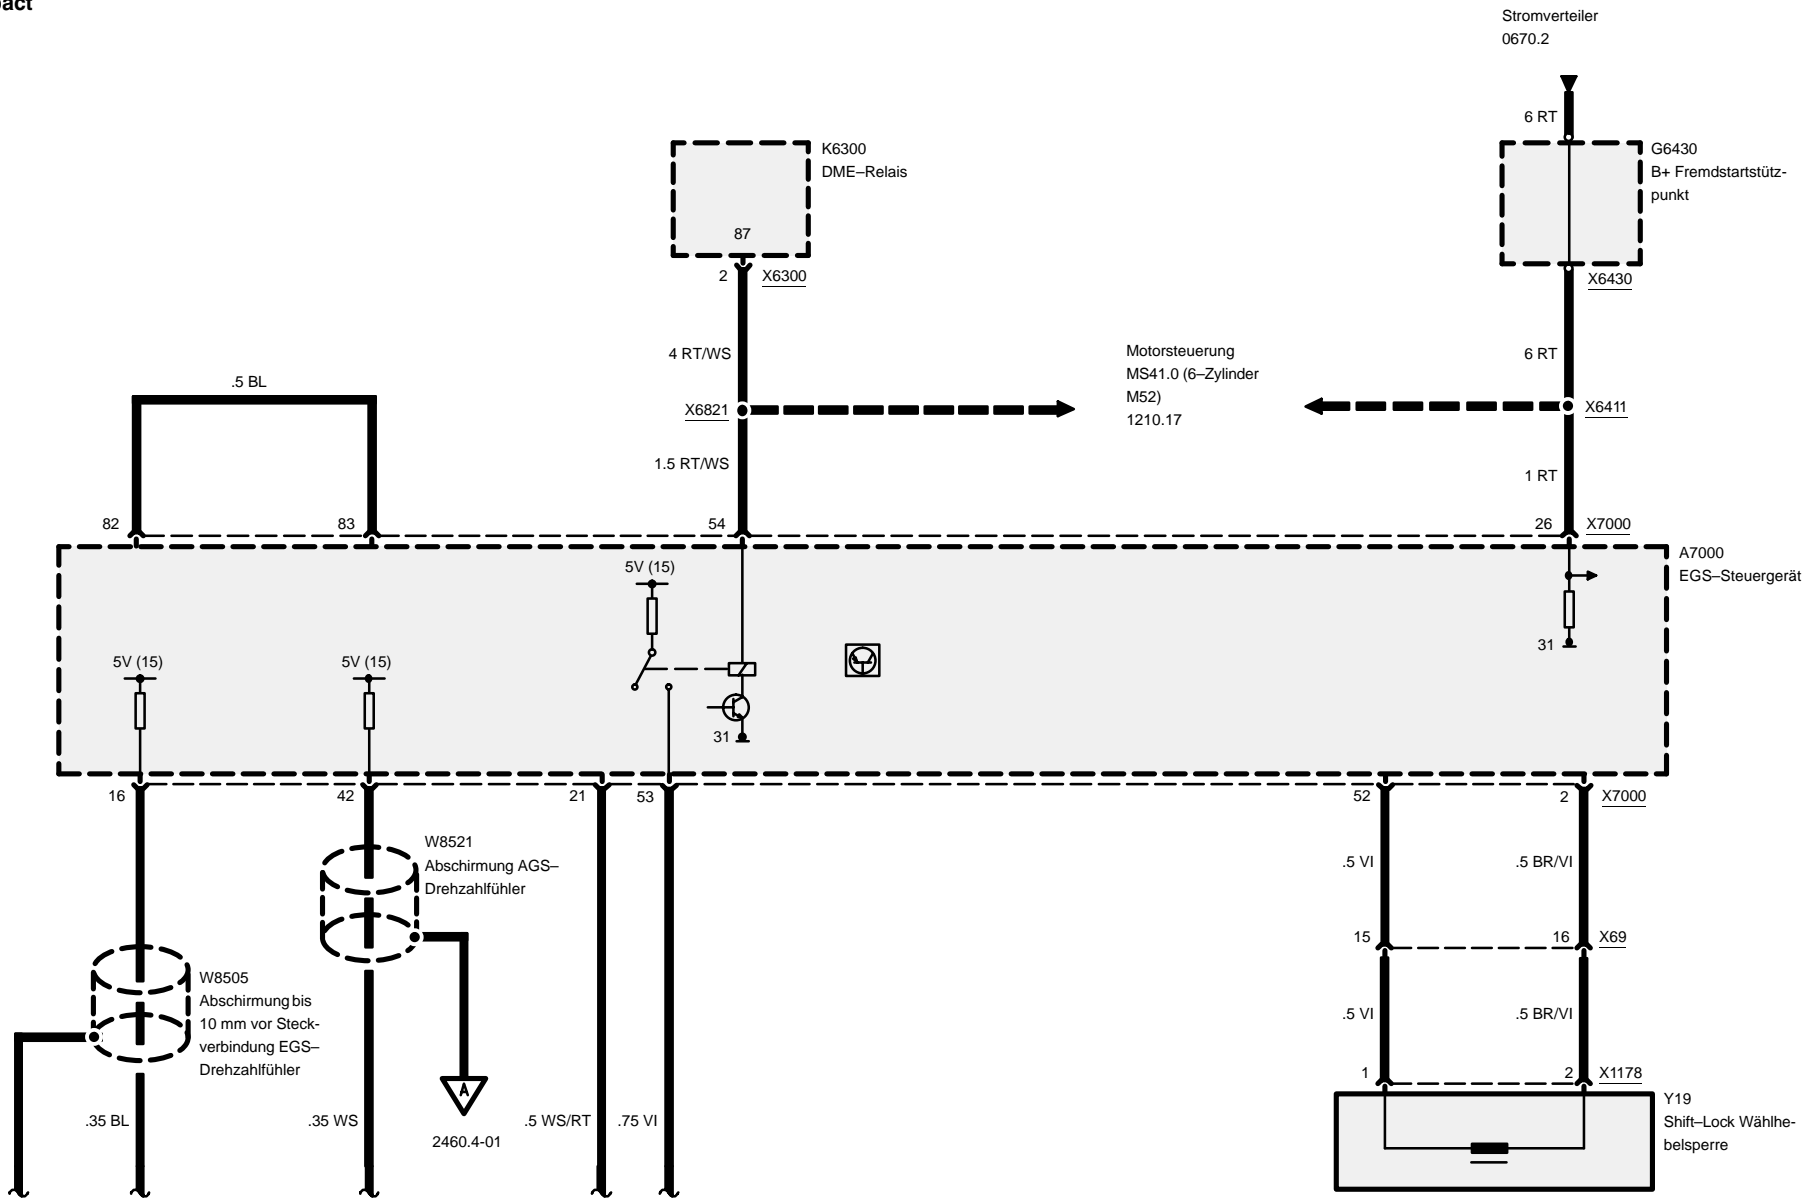 pact
Stromverteiler
0670.2
6 RT
K6300
DME–Relais
87
2
X6300
G6430
B+ Fremdstartstütz-
punkt
X6430
4 RT/WS
Motorsteuerung
MS41.0 (6–Zylinder
M52)
1210.17
6 RT
.5 BL
X6821
X6411
1.5 RT/WS
1 RT
82
83
54
26
X7000
A7000
EGS–Steuergerät
5V (15)
31
5V (15)
5V (15)
31
16
42
21
53
52
2
X7000
W8521
Abschirmung AGS–
Drehzahlfühler
.5 VI
.5 BR/VI
15
16
X69
W8505
Abschirmung bis
10 mm vor Steck-
verbindung EGS–
Drehzahlfühler
.5 VI
.5 BR/VI
1
2
X1178
A
2460.4-01
.35 BL
.35 WS
.5 WS/RT
.75 VI
Y19
Shift–Lock Wählhe-
belsperre